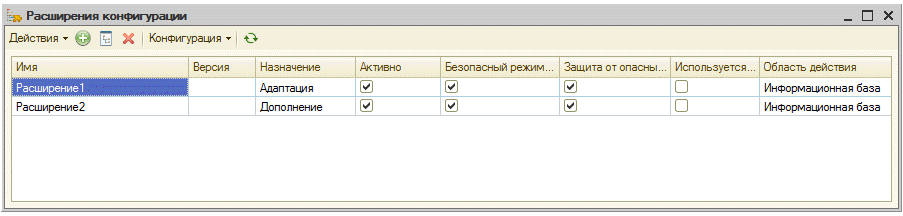 Расширения конфигурации
Действия Конфигурация
Имя Версия Назначение Активно Безопасный режим... Защита от опасны... Используется... Область действия
Расширение1 Адаптация Информационная база
Расширение2 Дополнение Информационная база